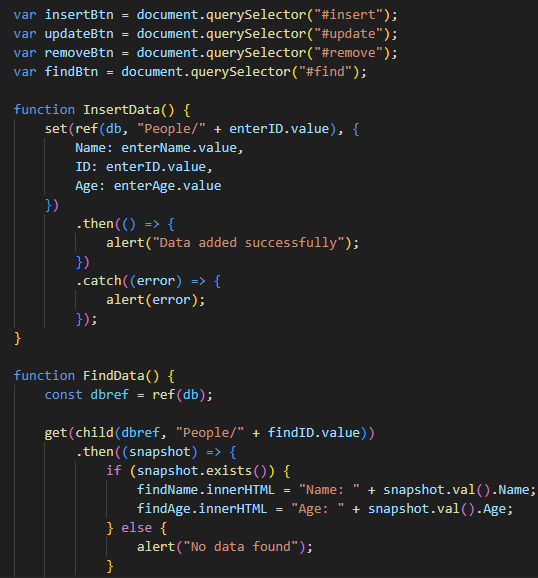 var insertBtn = document.querySelector("#insert");
var updateBtn = document.querySelector("#update");
var removeBtn = document.querySelector("#remove");
var findBtn = document.querySelector("#find");

function InsertData() {
    set(ref(db, "People/" + enterID.value), {
        Name: enterName.value,
        ID: enterID.value,
        Age: enterAge.value
    })
        .then(() => {
            alert("Data added successfully");
        })
        .catch((error) => {
            alert(error);
        });
}

function FindData() {
    const dbref = ref(db);

    get(child(dbref, "People/" + findID.value))
        .then((snapshot) => {
            if (snapshot.exists()) {
                findName.innerHTML = "Name: " + snapshot.val().Name;
                findAge.innerHTML = "Age: " + snapshot.val().Age;
            } else {
                alert("No data found");
            }